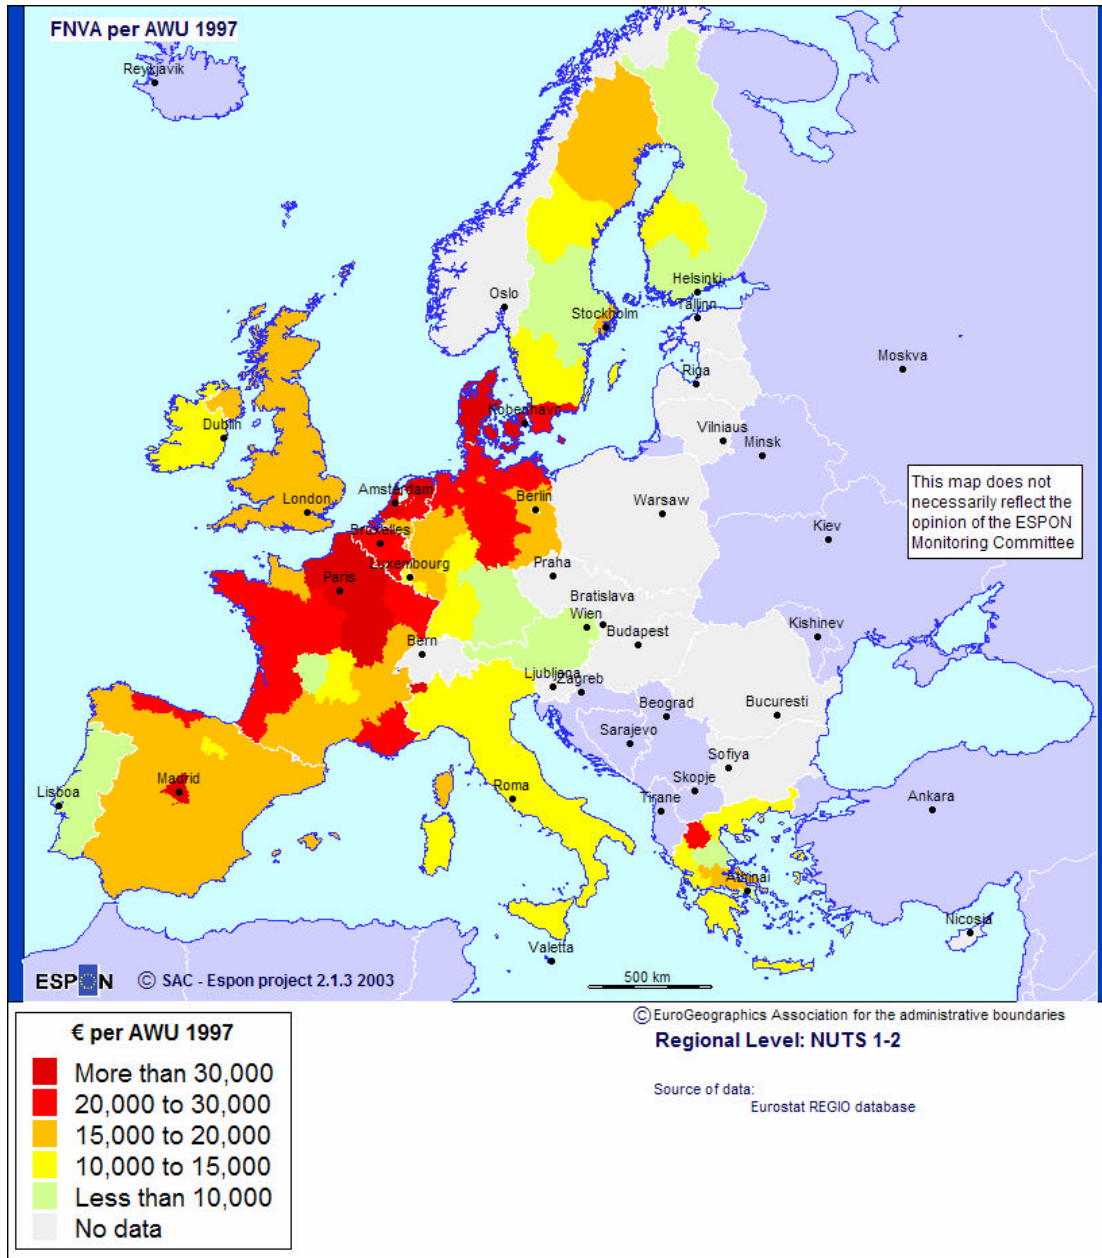 FNVA per AWU 1997
Reykjavik
Helsinki
Oslo
Tallinn
Stockholm
Moskva
Riga
Kobenhavn
Dublin
Vilniaus
Minsk
This map does not
necessarily reflect the
opinion of the ESPON
Monitoring Committee
Amsterdam
Berlin
London
Warsaw
Kiev
Bruxelles
Luxembourg
Praha
Paris
Bratislava
Wien
Kishinev
Budapest
Bern
Ljubljena
Zagreb
Beograd
Bucuresti
Sarajevo
Sofiya
Madrid
Skopje
Lisboa
Roma
Tirane
Ankara
Athinai
Nicosia
Valetta
ESPON © SAC - Espon project 2.1.3 2003
500 km
© EuroGeographics Association for the administrative boundaries
Regional Level: NUTS 1-2
Source of data:
Eurostat REGIO database
€ per AWU 1997
More than 30,000
20,000 to 30,000
15,000 to 20,000
10,000 to 15,000
Less than 10,000
No data